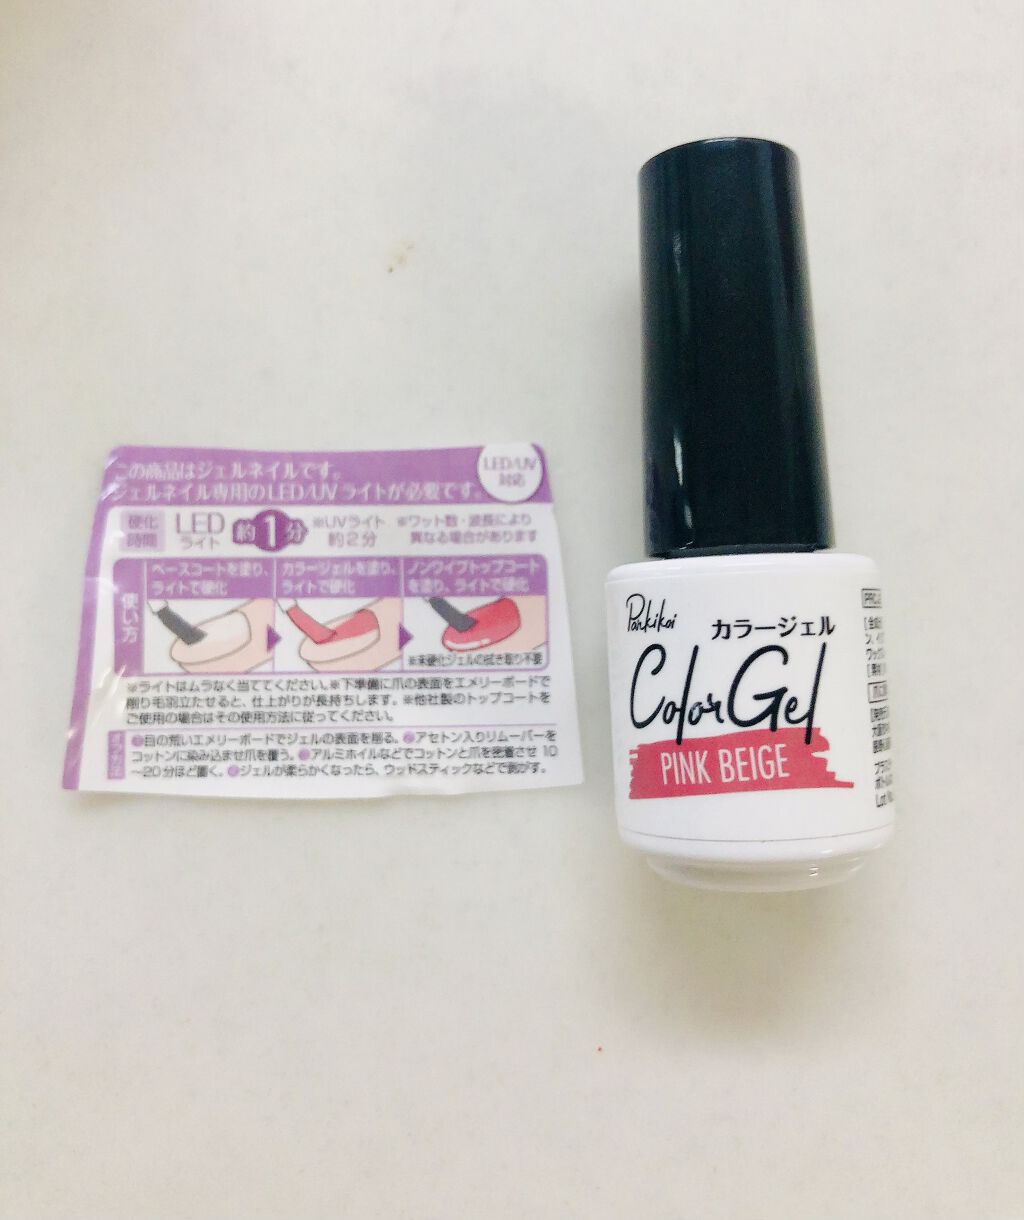 この商品はジェルネイルです。
ジェルネイル専用のLED/UVライトが必要です。
LED/UV
対応
硬化
時間
LED
ライト
約1分
※UVライト
約2分
※ワット数・波長により
異なる場合があります
使い方
ベースコートを塗り、
ライトで硬化
カラージェルを塗り、
ライトで硬化
ノンワイプトップコート
を塗り、ライトで硬化
※未硬化ジェルの拭き取り不要
※ライトはムラなく当ててください。※下準備に爪の表面をエメリーボードで
削り毛羽立たせると、仕上がりが長持ちします。※他社製のトップコートを
ご使用の場合はその使用方法に従ってください。
オフ方法
❶目の荒いエメリーボードでジェルの表面を削る。❷アセトン入りリムーバーを
コットンに染み込ませ爪を覆う。❸アルミホイルなどでコットンと爪を密着させ10
～20分ほど置く。❹ジェルが柔らかくなったら、ウッドスティックなどで剥がす。
Parkikai
カラージェル
Color Gel
PINK BEIGE
Lot